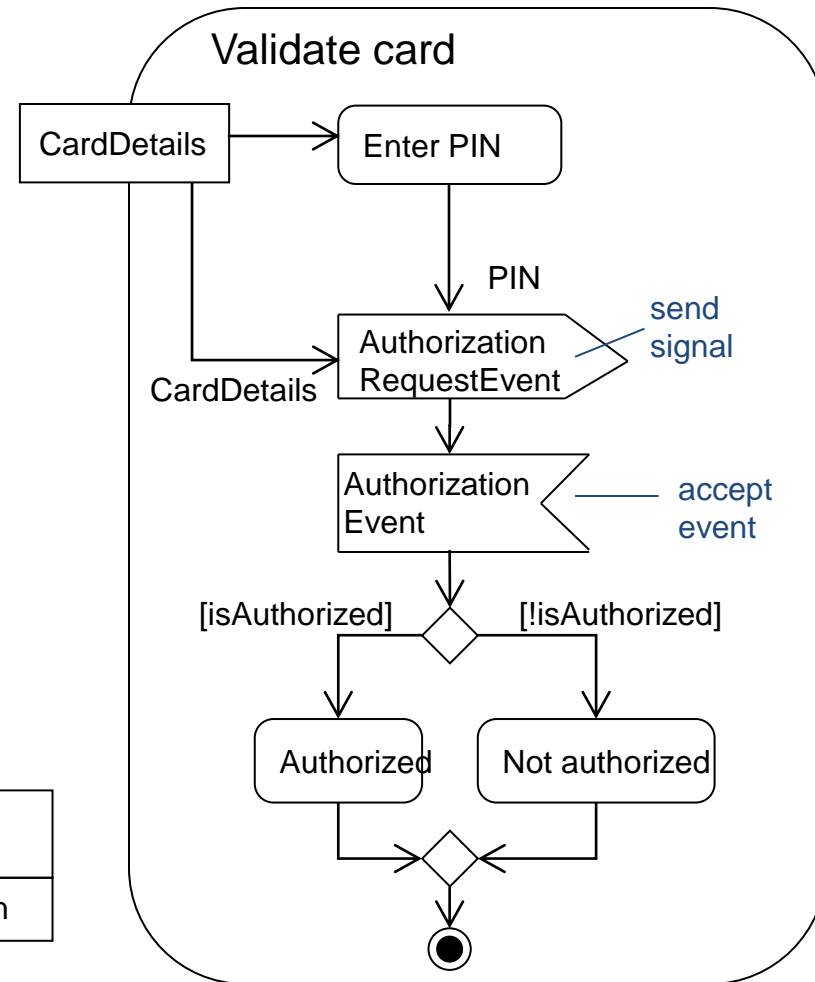 Validate card
CardDetails
Enter PIN
PIN
send
signal
Authorization
RequestEvent
CardDetails
Authorization
Event
accept
event
[isAuthorized]
[!isAuthorized]
Authorized
Not authorized